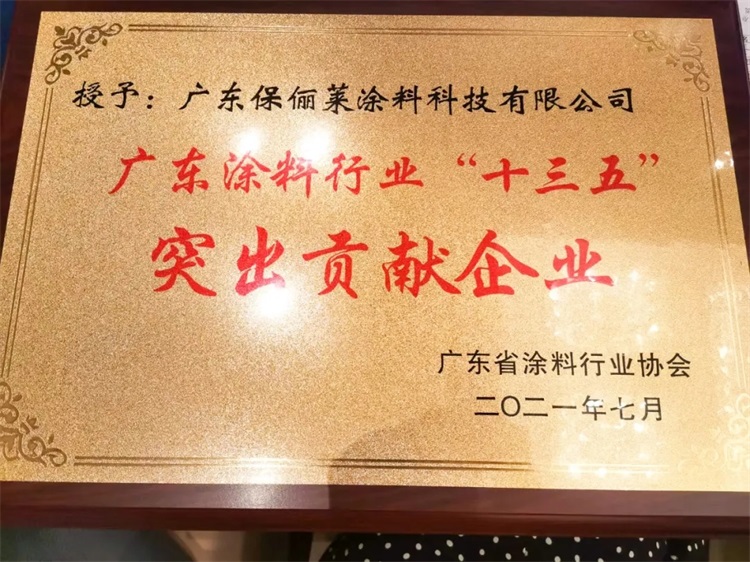 授予：广东保俪莱涂料科技有限公司
广东涂料行业“十三五”
突出贡献企业
广东省涂料行业协会
二〇二一年七月